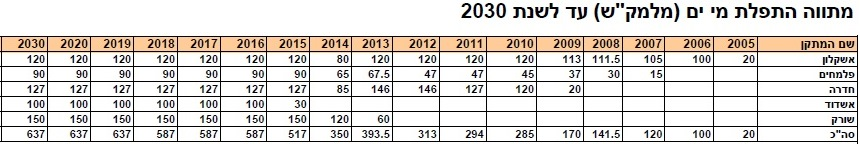 מתווה התפלת מי ים (מלמק"ש) עד לשנת 2030
שם המתקן 2005 2006 2007 2008 2009 2010 2011 2012 2013 2014 2015 2016 2017 2018 2019 2020 2030
אשקלון 20 100 105 111.5 113 120 120 120 120 80 120 120 120 120 120 120 120
פלמחים 15 30 37 45 47 47 67.5 65 90 90 90 90 90 90 90
חדרה 20 120 127 146 146 85 127 127 127 127 127 127 127
אשדוד 30 100 100 100 100 100 100
שורק 60 120 150 150 150 150 150 150 150
סה"כ 20 100 120 141.5 170 285 294 313 393.5 350 517 587 587 587 637 637 637